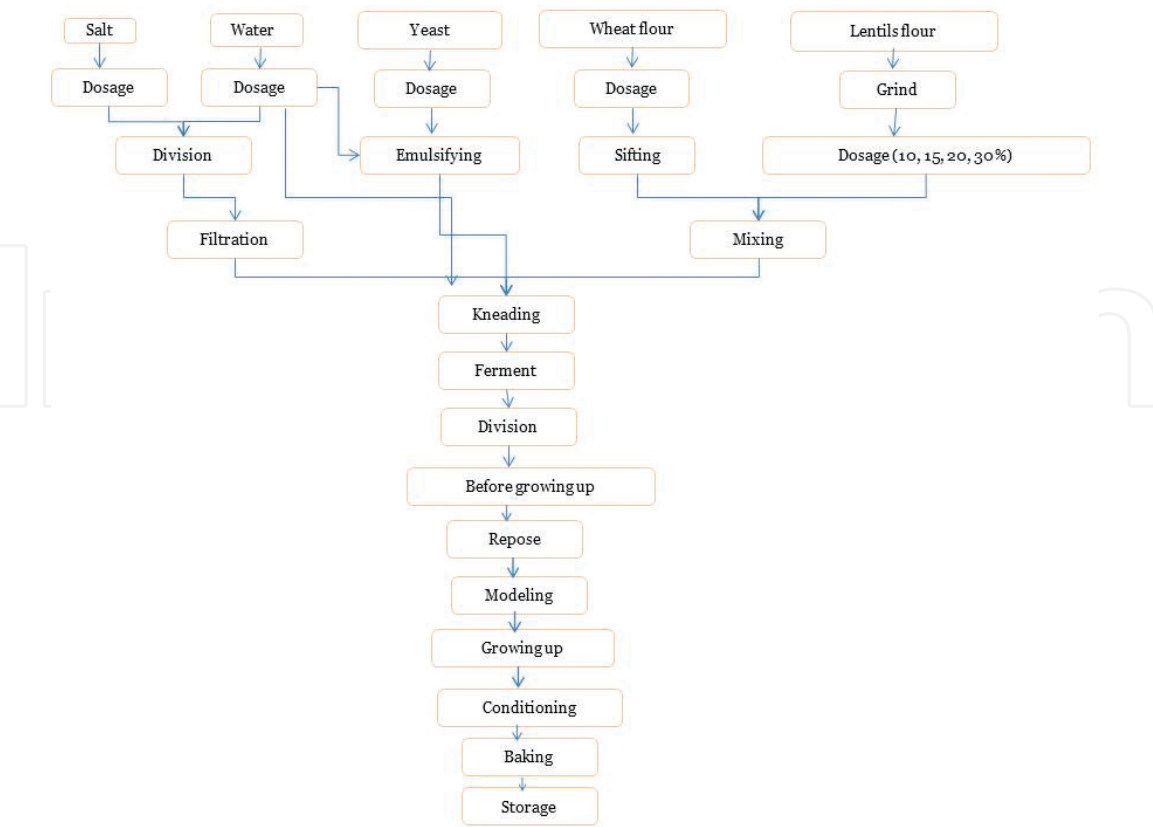 Salt
Water
Yeast
Wheat flour
Lentils flour
Dosage
Dosage
Dosage
Dosage
Grind
Division
Emulsifying
Sifting
Dosage (10, 15, 20, 30%)
Filtration
Mixing
Kneading
Ferment
Division
Before growing up
Repose
Modeling
Growing up
Conditioning
Baking
Storage